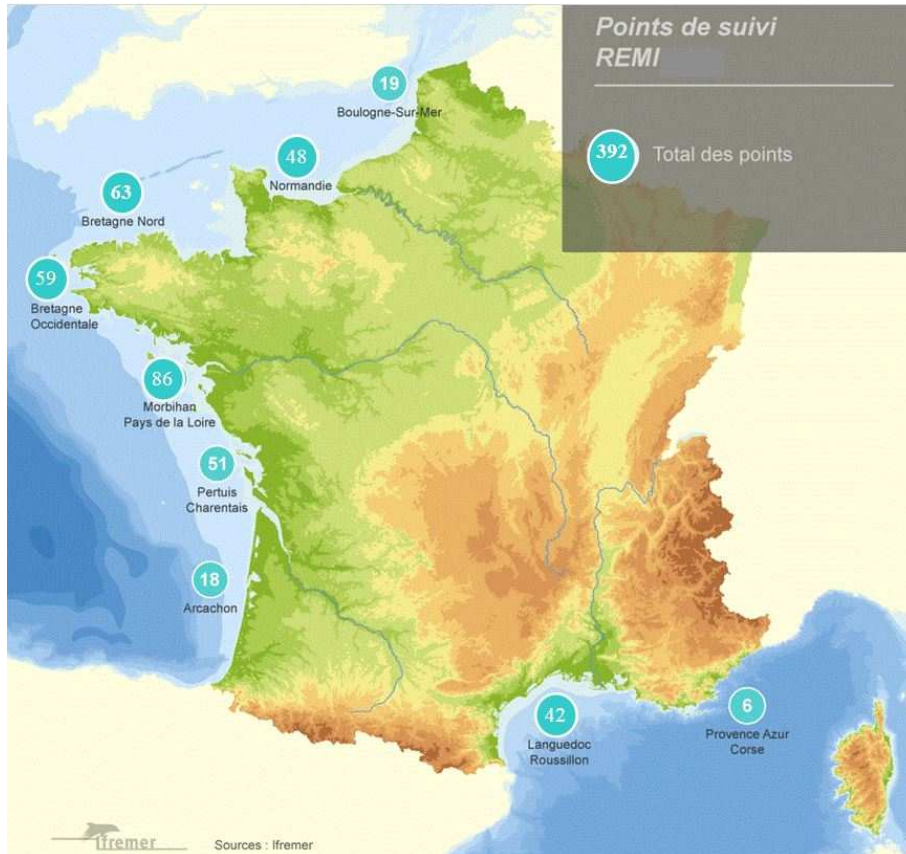 Points de suivi
REMI
392 Total des points
19
Boulogne-Sur-Mer
48
Normandie
63
Bretagne Nord
59
Bretagne
Occidentale
86
Morbihan
Pays de la Loire
51
Pertuis
Charentais
18
Arcachon
42
Languedoc
Roussillon
6
Provence Azur
Corse
ifremer
Sources : Ifremer